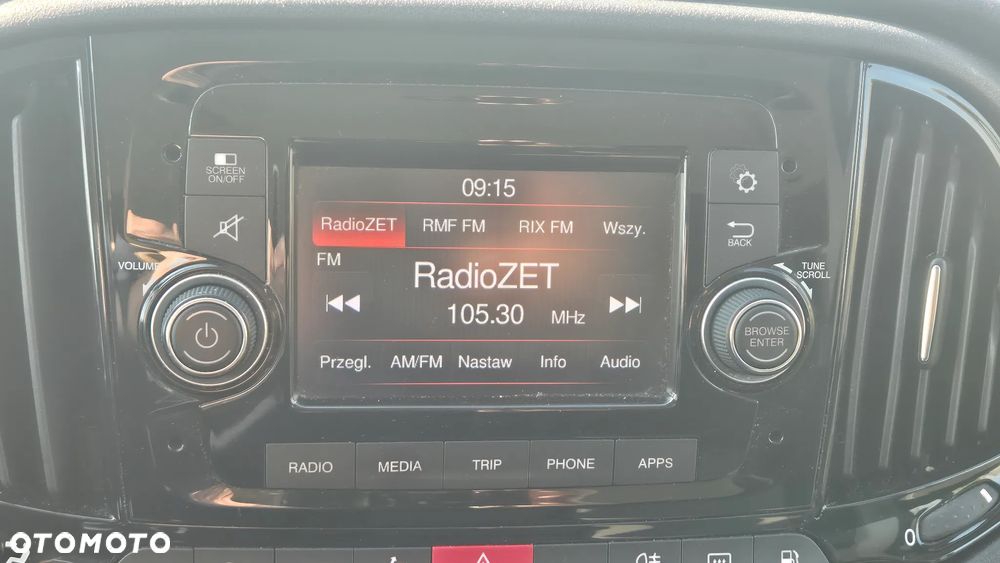 SCREEN
ON/OFF
VOLUME
09:15
RadioZET RMF FM RIX FM Wszy.
FM
RadioZET
105.30 MHz
Przegl. AM/FM Nastaw Info Audio
BACK
TUNE
SCROLL
BROWSE
ENTER
RADIO MEDIA TRIP PHONE APPS
0
OTOMOTO